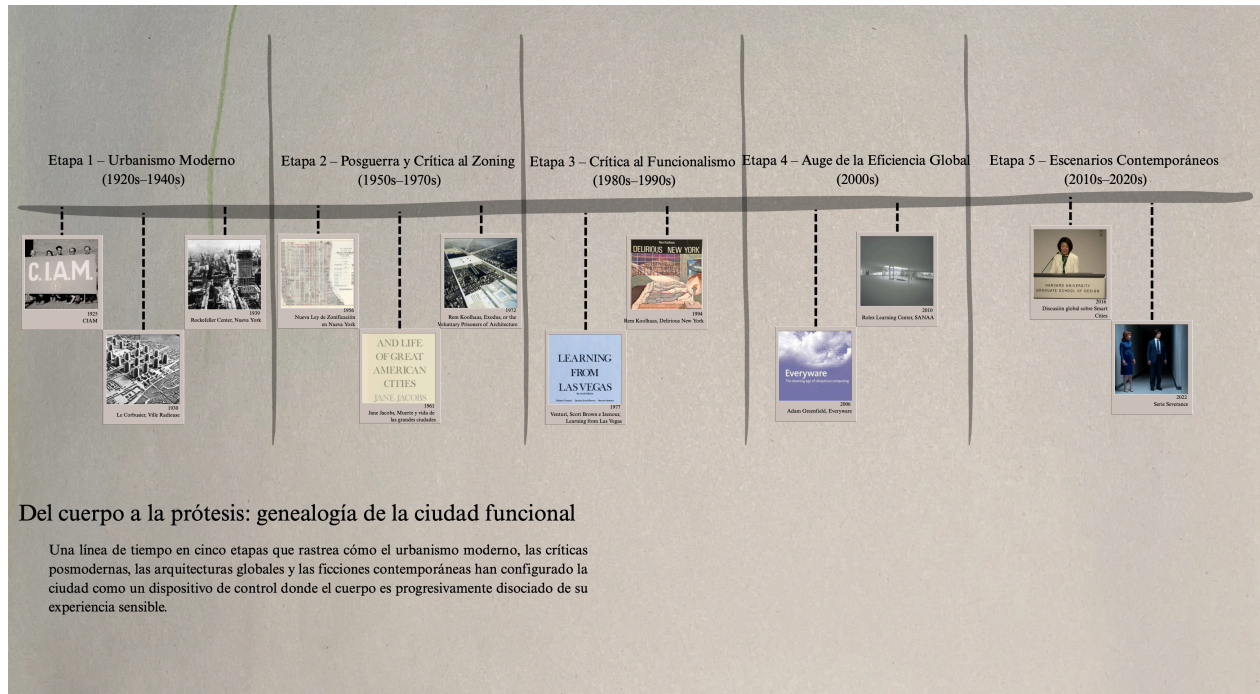 Etapa 1 – Urbanismo Moderno
(1920s–1940s)
Etapa 2 – Posguerra y Crítica al Zoning
(1950s–1970s)
Etapa 3 – Crítica al Funcionalismo
(1980s–1990s)
Etapa 4 – Auge de la Eficiencia Global
(2000s)
Etapa 5 – Escenarios Contemporáneos
(2010s–2020s)
C.I.A.M.
1925
CIAM
1930
Le Corbusier, Ville Radieuse
1939
Rockefeller Center, Nueva York
1956
Nueva Ley de Zonificación
en Nueva York
AND LIFE
OF GREAT
AMERICAN
CITIES
JANE JACOBS
1961
Jane Jacobs, Muerte y vida de
las grandes ciudades
1972
Rem Koolhaas, Exodus, or the
Voluntary Prisoners of Architecture
LEARNING
FROM
LAS VEGAS
1977
Venturi, Scott Brown e Izenour,
Learning from Las Vegas
DELIRIOUS NEW YORK
1994
Rem Koolhaas, Delirious New York
Everyware
The dawning age of ubiquitous computing
2006
Adam Greenfield, Everyware
2010
Rolex Learning Center, SANAA
HARVARD UNIVERSITY
GRADUATE SCHOOL OF DESIGN
2016
Discusión global sobre Smart
Cities
2022
Serie Severance
Del cuerpo a la prótesis: genealogía de la ciudad funcional
Una línea de tiempo en cinco etapas que rastrea cómo el urbanismo moderno, las críticas
posmodernas, las arquitecturas globales y las ficciones contemporáneas han configurado la
ciudad como un dispositivo de control donde el cuerpo es progresivamente disociado de su
experiencia sensible.